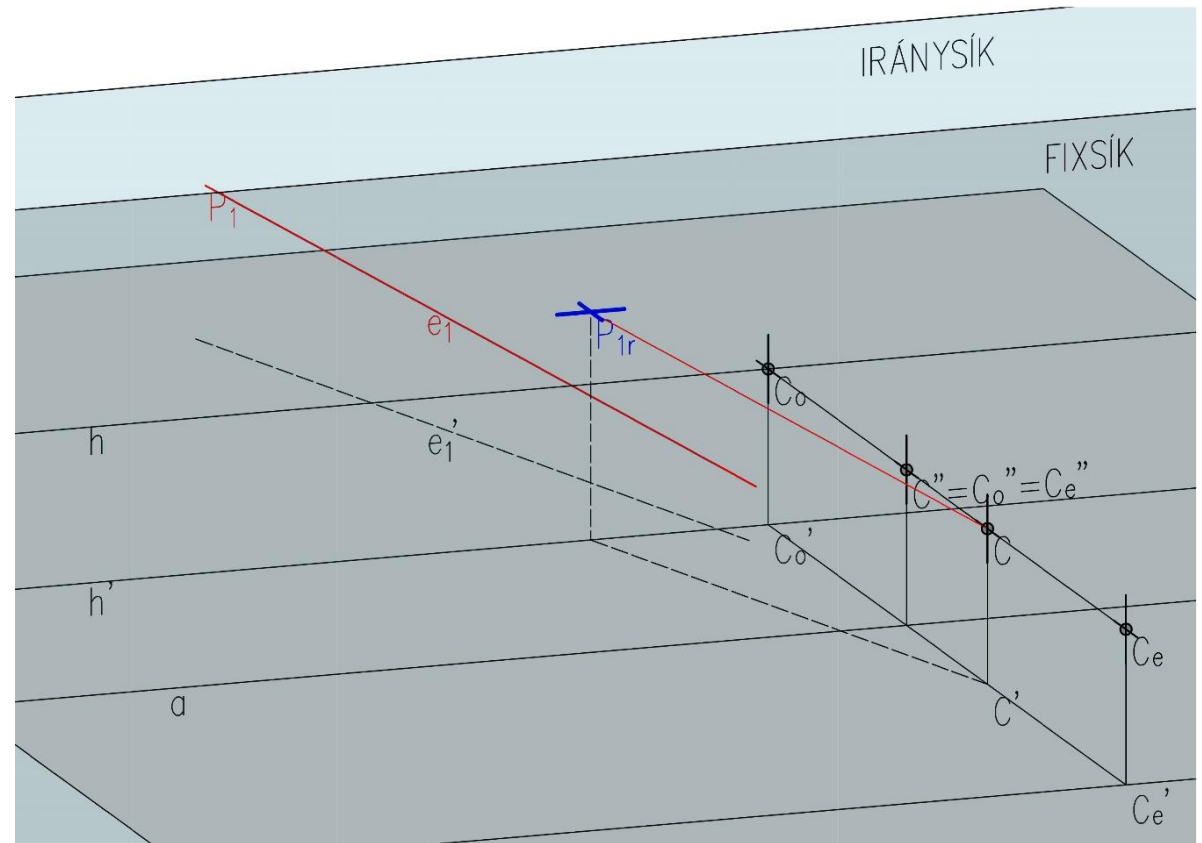 IRÁNYSÍK
FIXSÍK
P₁
e₁
P₁ᵣ
C₀
h
e₁'
C"=C₀"=Cₑ"
C₀'
C
h'
Cₑ
a
C'
Cₑ'